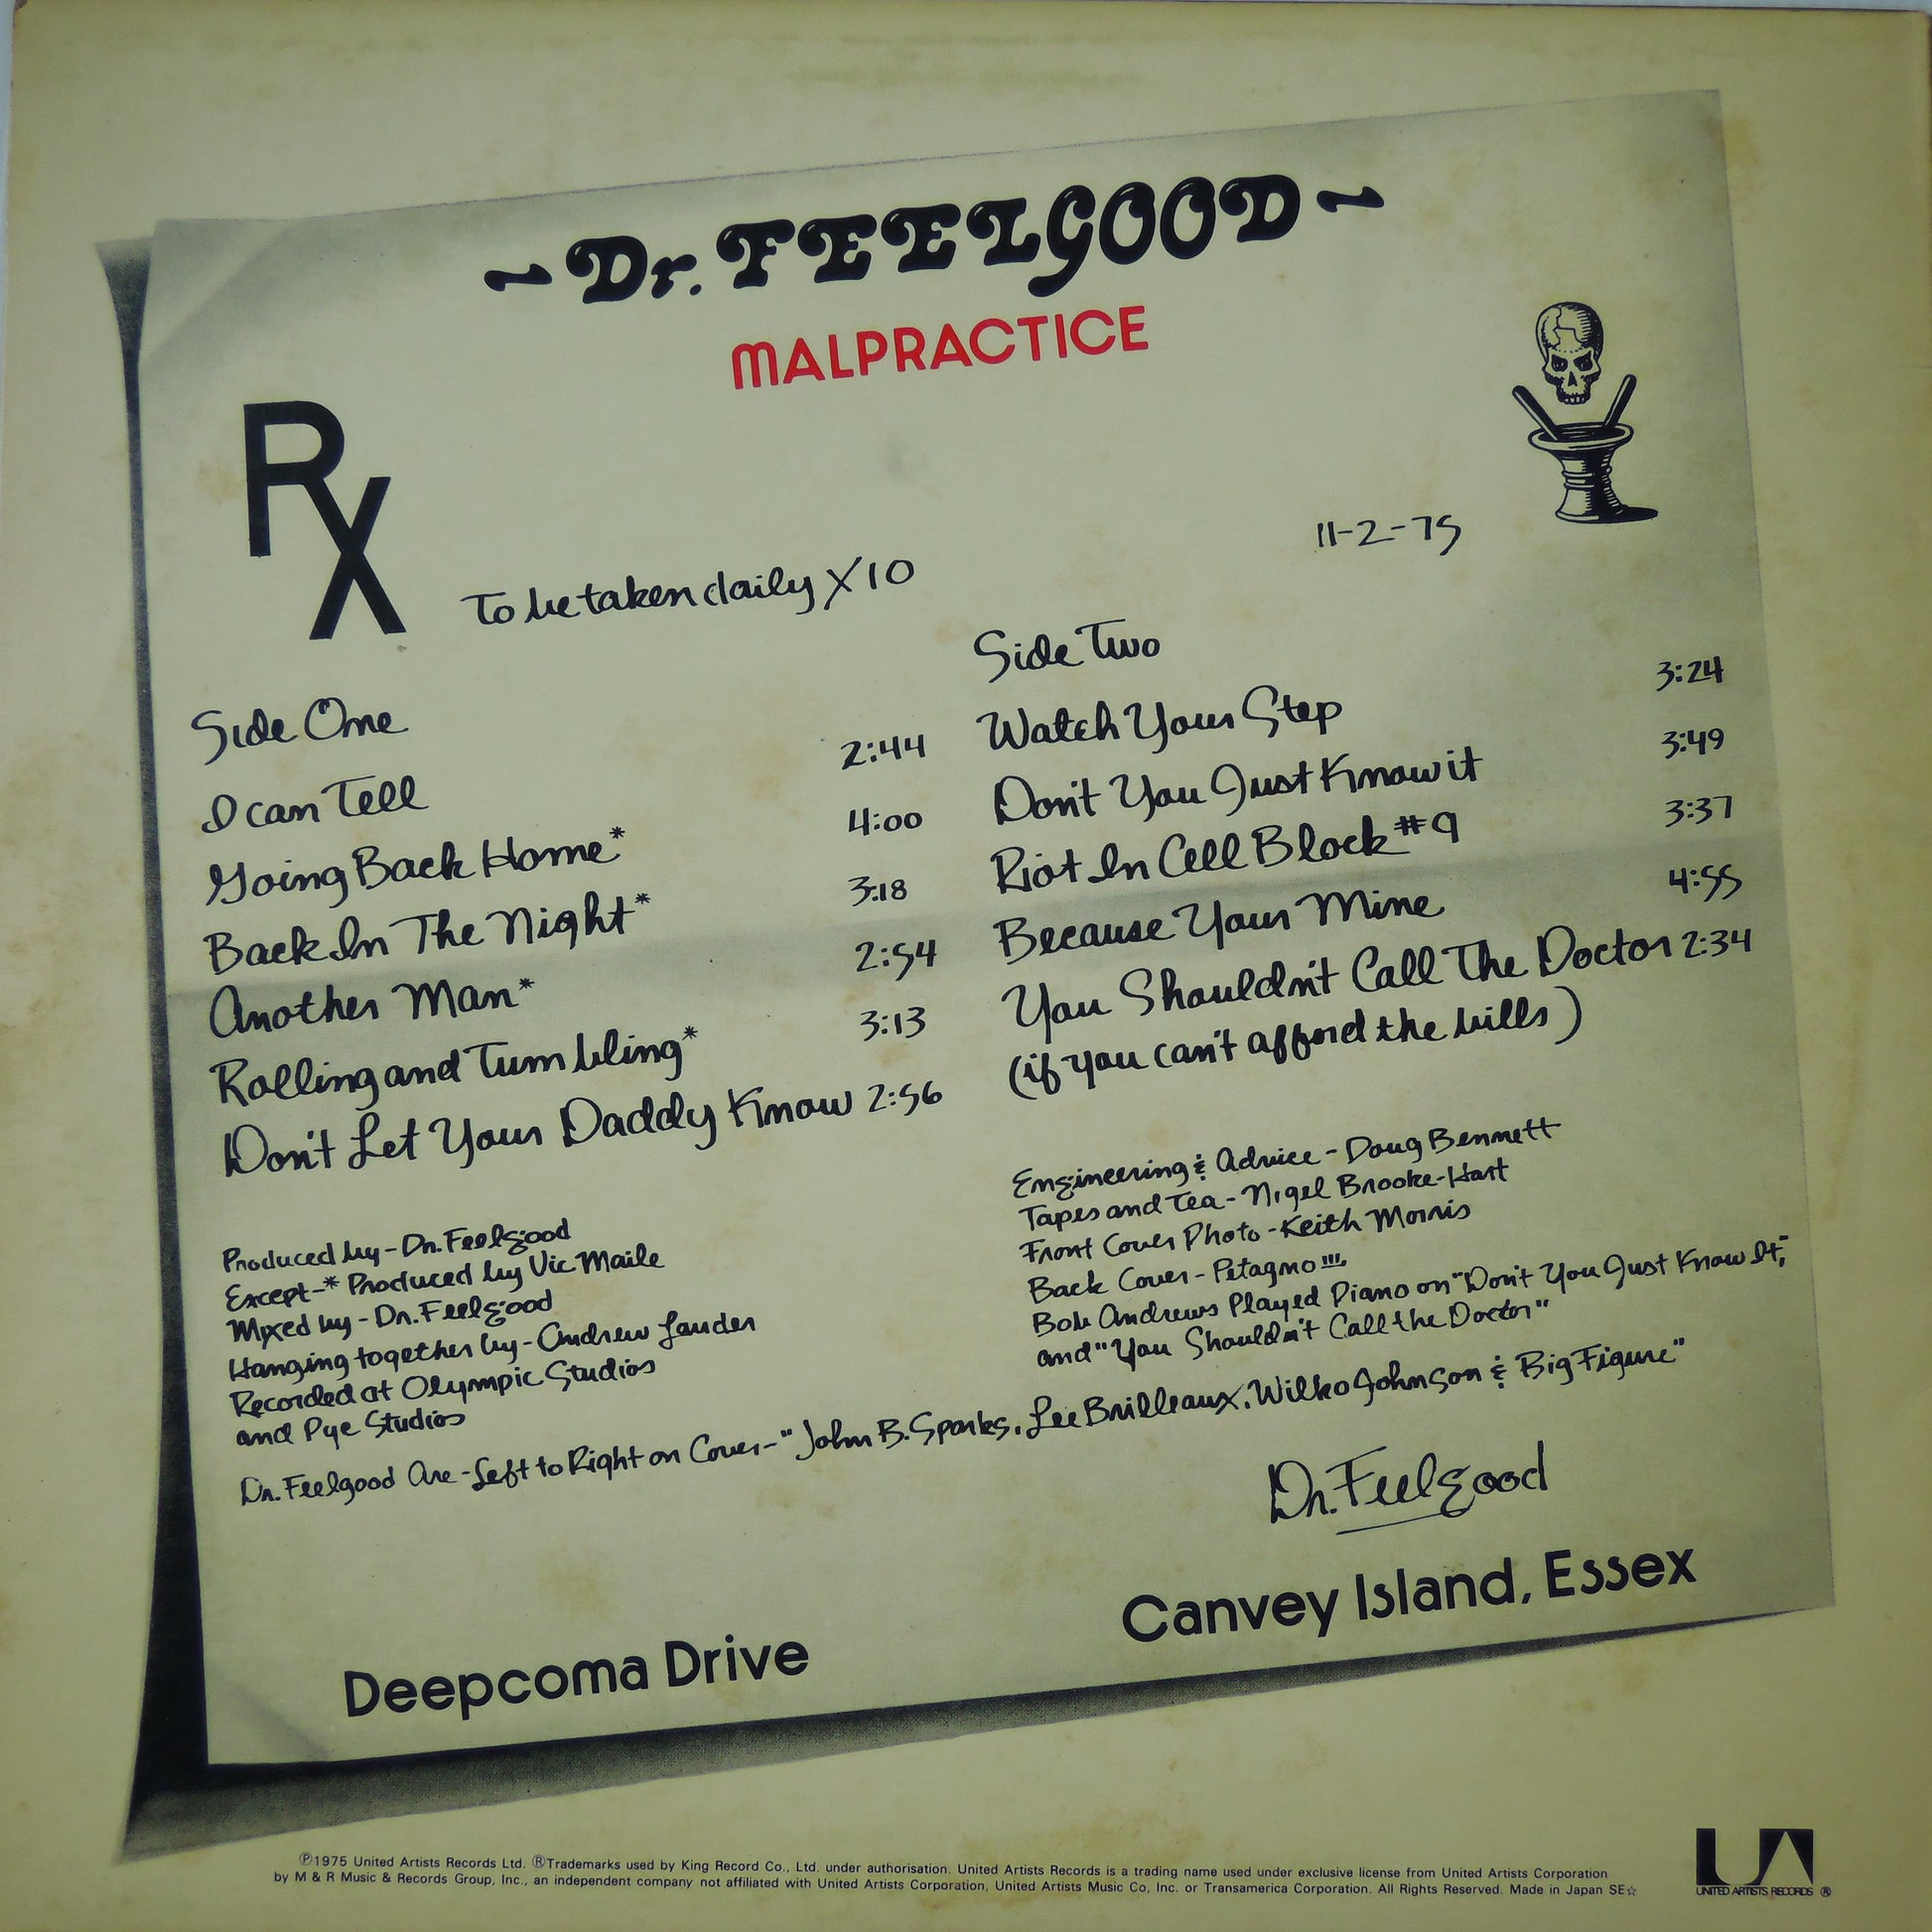 ~Dr. FEELGOOD~
MALPRACTICE
Rx
11-2-75
To be taken daily X10
Side One
I can Tell 2:44
Going Back Home* 4:00
Back In The Night* 3:18
Another Man* 2:54
Rolling and Tumbling* 3:13
Don't Let Your Daddy Know 2:56
Side Two
Watch Your Step 3:24
Don't You Just Know it 3:49
Riot In Cell Block #9 3:37
Because Your Mine 4:55
You Shouldn't Call The Doctor 2:34
(if you can't afford the bills)
Produced by - Dr. Feelgood
Except -* Produced by Vic Maile
Mixed by - Dr. Feelgood
Hanging together by - Andrew Lauder
Recorded at Olympic Studios
and Pye Studios
Engineering & Advice - Doug Bennett
Tapes and Tea - Nigel Brooke-Hart
Front Cover Photo - Keith Morris
Back Cover - Petagno !!!!
Bob Andrews Played Piano on "Don't You Just Know It,"
and "You Shouldn't Call the Doctor"
Dr. Feelgood Are - Left to Right on Cover - "John B. Sparks, Lee Brilleaux, Wilko Johnson & Big Figure"
Dr. Feelgood
Deepcoma Drive
Canvey Island, Essex
Ⓟ1975 United Artists Records Ltd. ®Trademarks used by King Record Co., Ltd. under authorisation. United Artists Records is a trading name used under exclusive license from United Artists Corporation
by M & R Music & Records Group, Inc., an independent company not affiliated with United Artists Corporation, United Artists Music Co, Inc. or Transamerica Corporation. All Rights Reserved. Made in Japan SE☆
UA
UNITED ARTISTS RECORDS ®